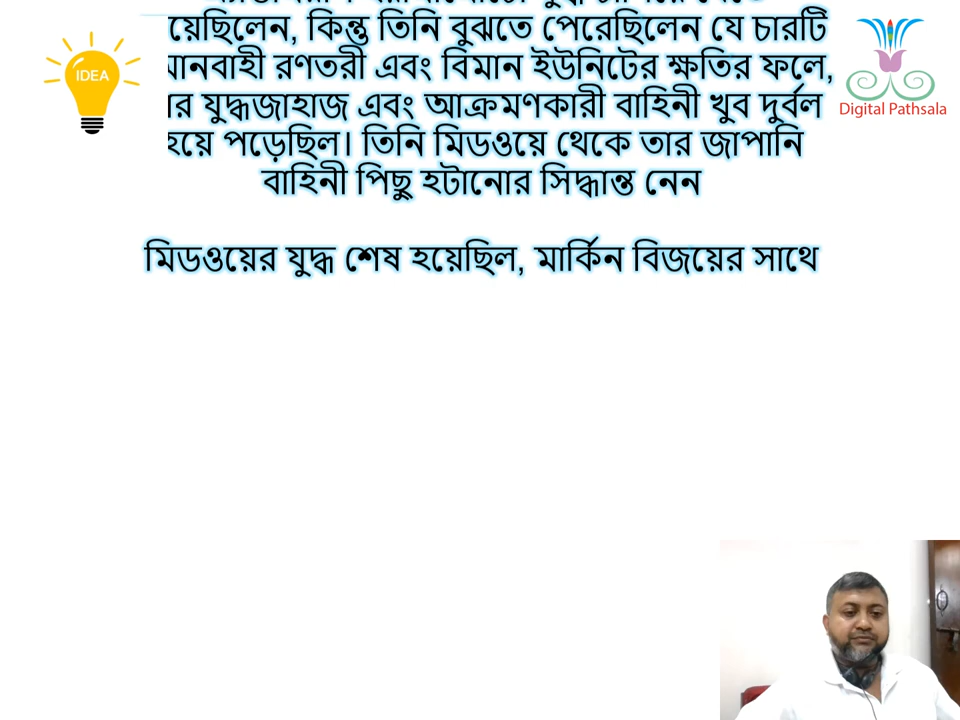 য়েছিলেন, কিন্তু তিনি বুঝতে পেরেছিলেন যে চারটি
IDEA
মানবাহী রণতরী এবং বিমান ইউনিটের ক্ষতির ফলে,
যুদ্ধজাহাজ এবং আক্রমণকারী বাহিনী খুব দুর্বল
Digital Pathsala
হয়ে পড়েছিল। তিনি মিডওয়ে থেকে তার জাপানি
বাহিনী পিছু হটানোর সিদ্ধান্ত নেন
মিডওয়ের যুদ্ধ শেষ হয়েছিল, মার্কিন বিজয়ের সাথে